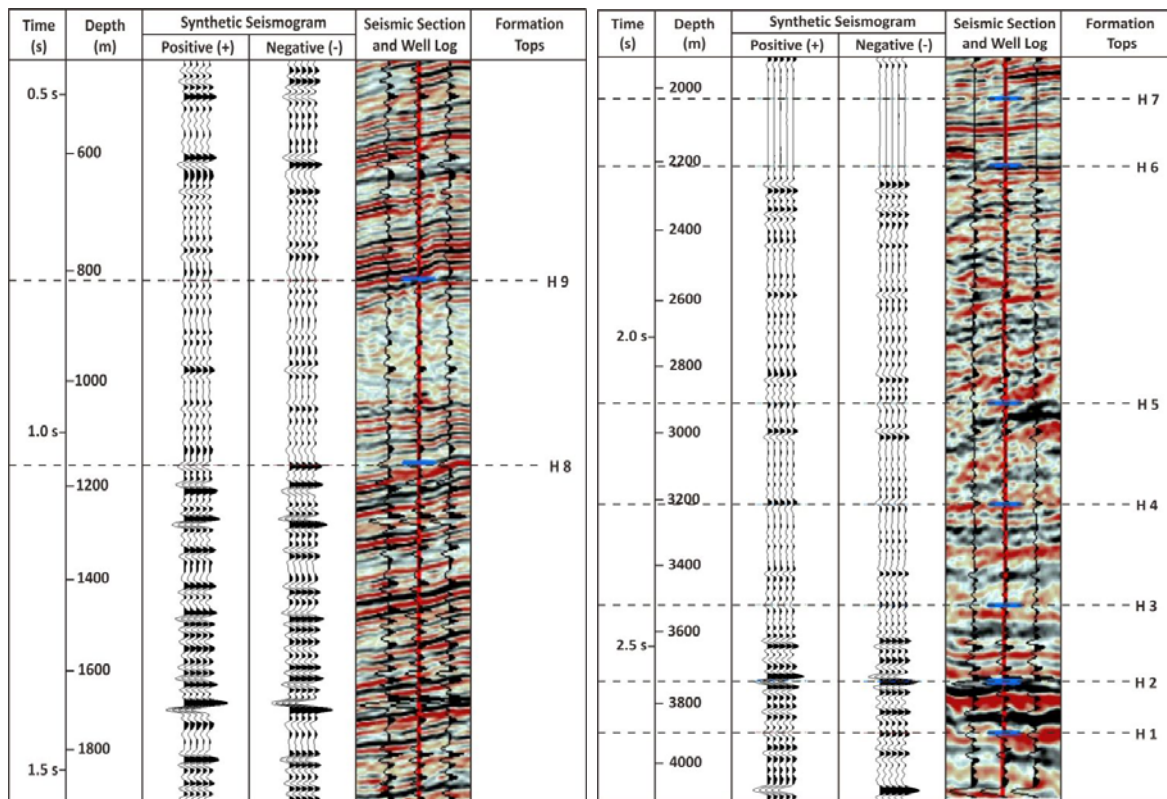 Time (s)
Depth (m)
Synthetic Seismogram
Positive (+)
Negative (-)
Seismic Section and Well Log
Formation Tops
0.5 s
600
800
H 9
1000
1.0 s
H 8
1200
1400
1600
1800
1.5 s
Time (s)
Depth (m)
Synthetic Seismogram
Positive (+)
Negative (-)
Seismic Section and Well Log
Formation Tops
2000
H 7
2200
H 6
2400
2600
2.0 s
2800
H 5
3000
3200
H 4
3400
H 3
3600
2.5 s
H 2
3800
H 1
4000